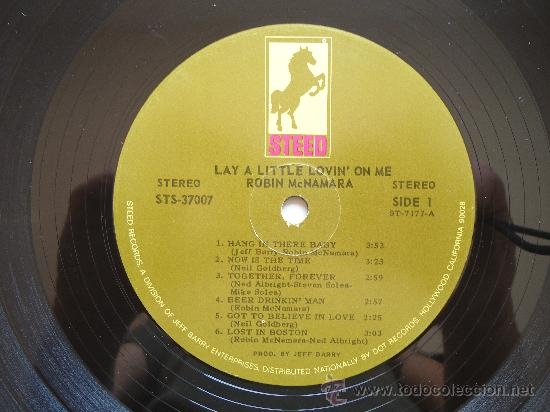 STEED
LAY A LITTLE LOVIN' ON ME
ROBIN McNAMARA
STEREO
STS-37007
STEREO
SIDE 1
ST-7177-A
1. HANG IN THERE BABY 3:53
(Jeff Barry-Robin McNamara)
2. NOW IS THE TIME 3:23
(Neil Goldberg)
3. TOGETHER, FOREVER 2:59
(Ned Albright-Steven Soles-
Mike Soles)
4. BEER DRINKIN' MAN 2:57
(Robin McNamara)
5. GOT TO BELIEVE IN LOVE 2:25
(Neil Goldberg)
6. LOST IN BOSTON 3:03
(Robin McNamara-Ned Albright)
PROD. BY JEFF BARRY
STEED RECORDS, A DIVISION OF JEFF BARRY ENTERPRISES. DISTRIBUTED NATIONALLY BY DOT RECORDS, HOLLYWOOD, CALIFORNIA 90028
todocoleccion.net